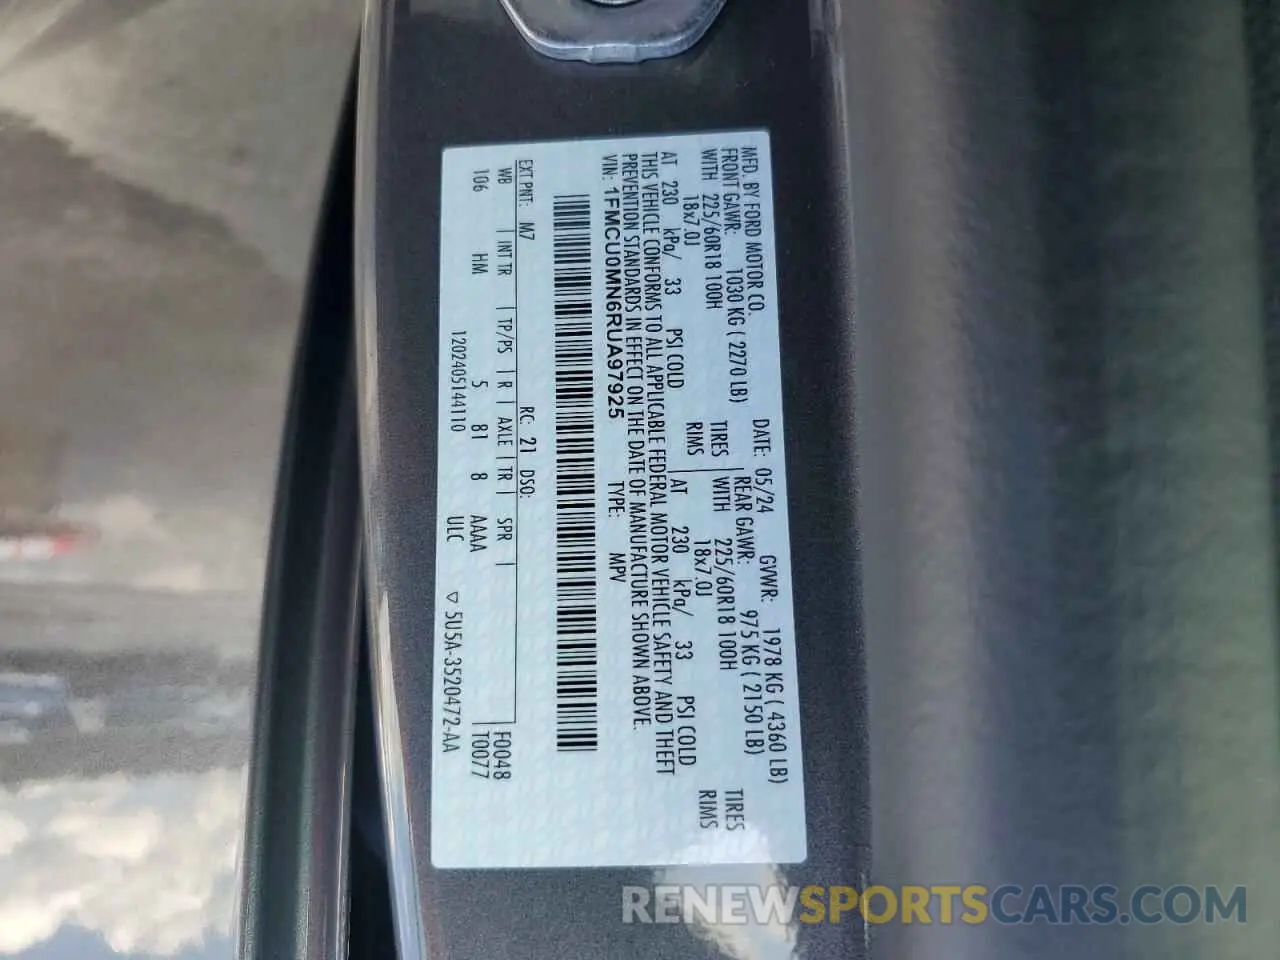 MFD. BY FORD MOTOR CO. DATE: 05/24 GVWR: 1978 KG ( 4360 LB)
FRONT GAWR: 1030 KG ( 2270 LB) REAR GAWR: 975 KG ( 2150 LB)
WITH 225/60R18 100H TIRES WITH 225/60R18 100H TIRES
18x7.0J RIMS 18x7.0J RIMS
AT 230 kPa/ 33 PSI COLD AT 230 kPa/ 33 PSI COLD
THIS VEHICLE CONFORMS TO ALL APPLICABLE FEDERAL MOTOR VEHICLE SAFETY AND THEFT
PREVENTION STANDARDS IN EFFECT ON THE DATE OF MANUFACTURE SHOWN ABOVE.
VIN: 1FMCU0MN6RUA97925 TYPE: MPV
EXT PNT: M7 RC: 21 DSO:
WB | INT TR | TP/PS | R | AXLE | TR | SPR | F0048
106 HM 5 81 8 AAAA T0077
1202405144110 ULC ▽ 5U5A-3520472-AA
RENEWSPORTSCARS.COM